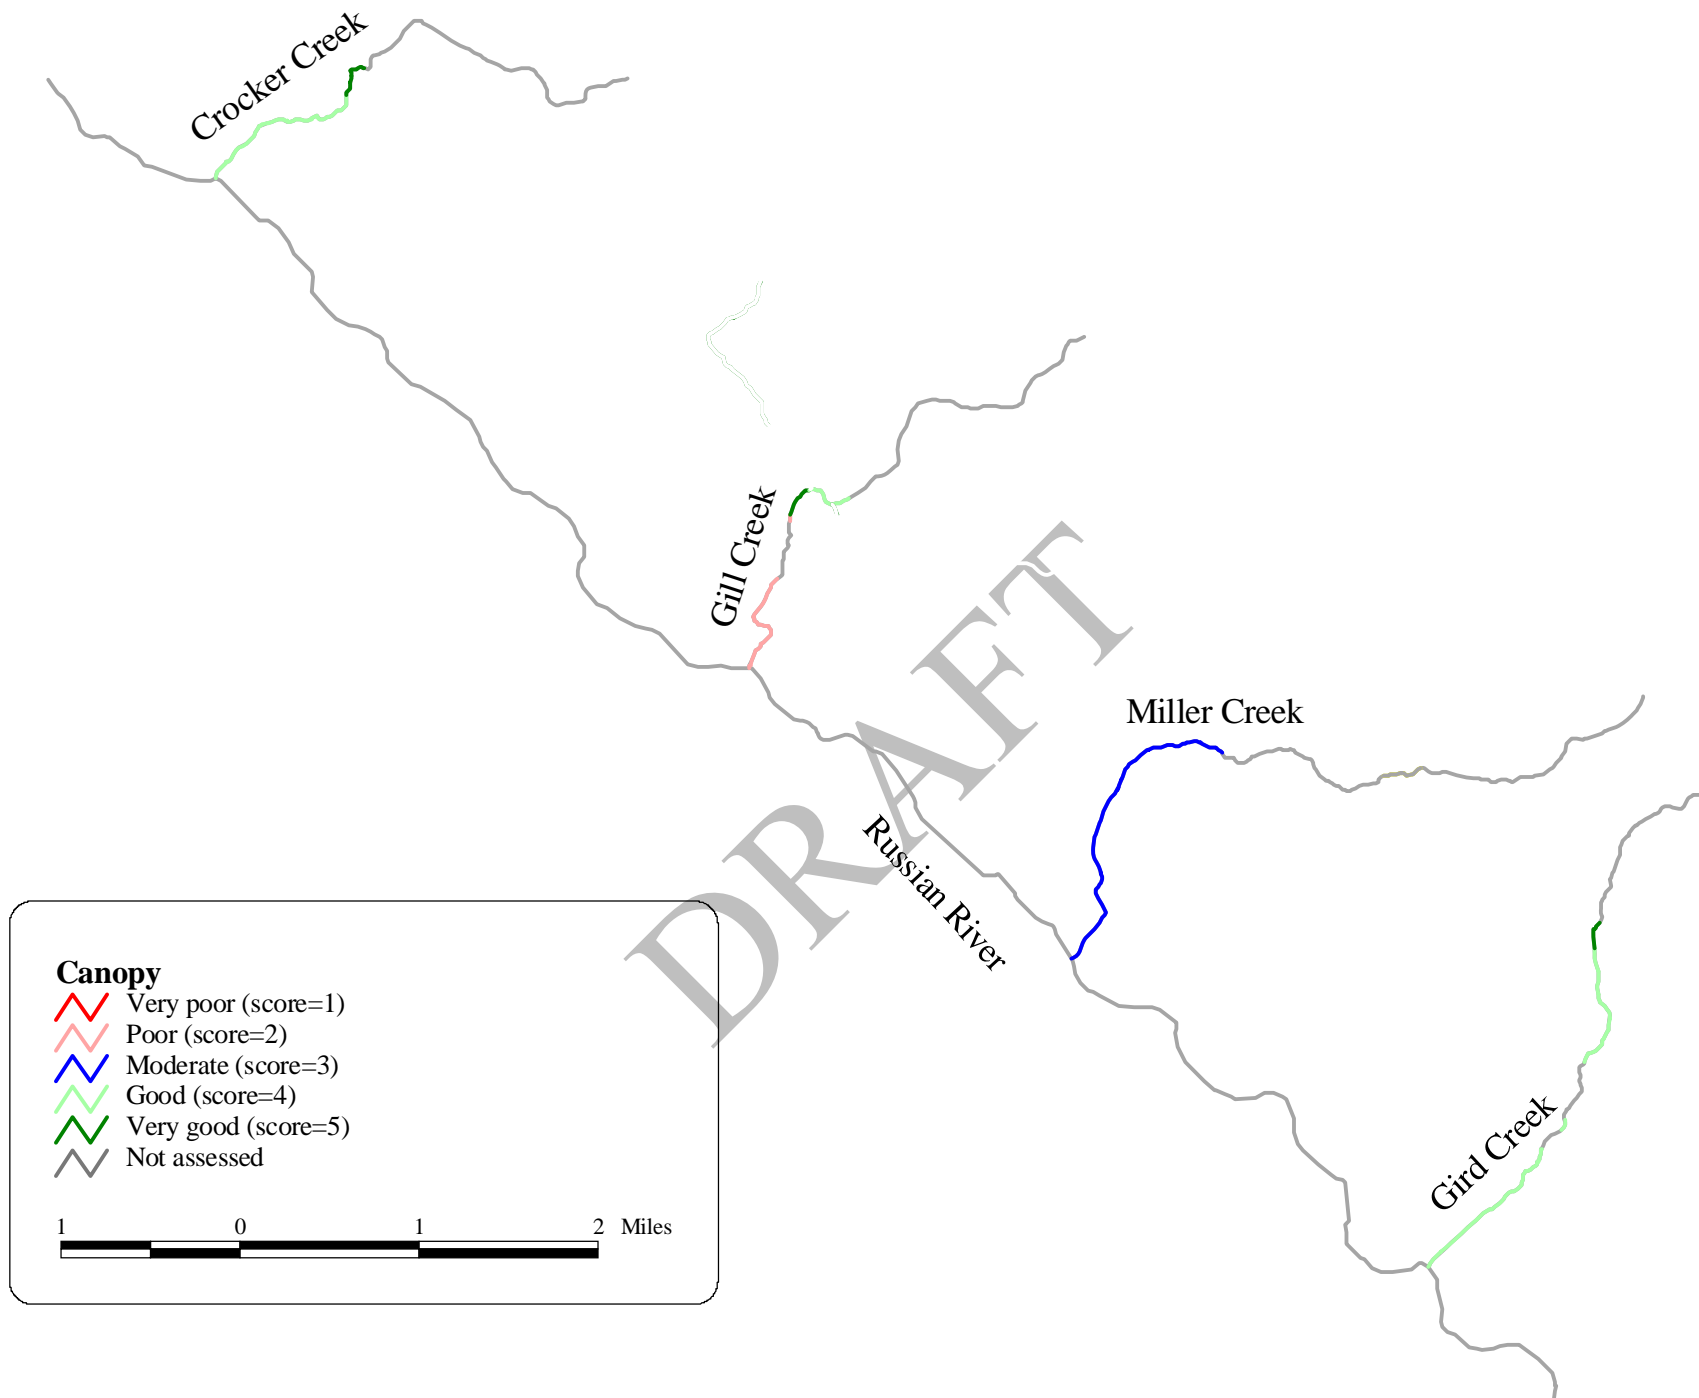 Crocker Creek
Gill Creek
Miller Creek
DRAFT
Russian River
Gird Creek
Canopy
Very poor (score=1)
Poor (score=2)
Moderate (score=3)
Good (score=4)
Very good (score=5)
Not assessed
1 0 1 2 Miles